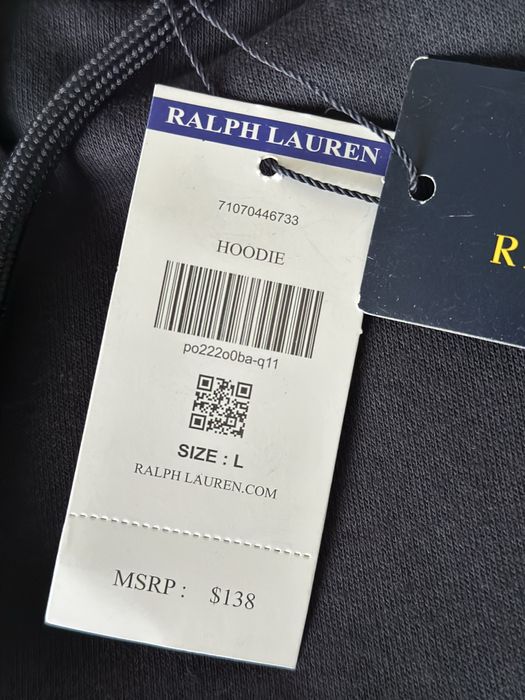 RALPH LAUREN
71070446733
HOODIE
po222o0ba-q11
SIZE : L
RALPH LAUREN.COM
MSRP : $138
R